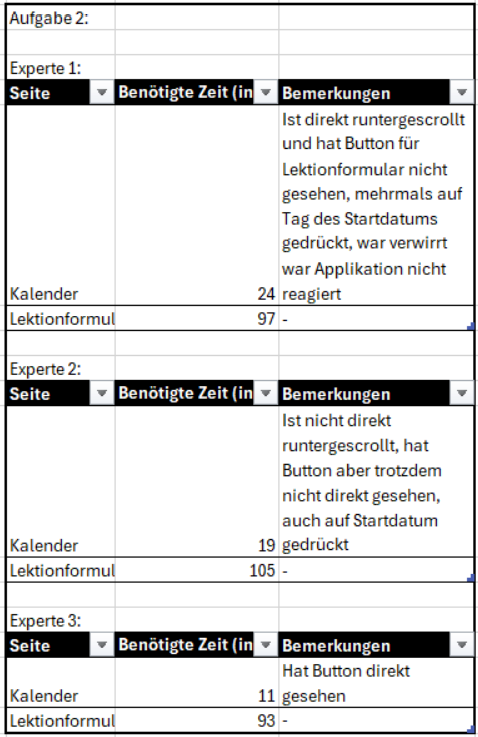 Aufgabe 2:
Experte 1:
Seite Benötigte Zeit (in Bemerkungen
Ist direkt runtergescrollt
und hat Button für
Lektionformular nicht
gesehen, mehrmals auf
Tag des Startdatums
gedrückt, war verwirrt
war Applikation nicht
Kalender 24 reagiert
Lektionformul 97 -
Experte 2:
Seite Benötigte Zeit (in Bemerkungen
Ist nicht direkt
runtergescrollt, hat
Button aber trotzdem
nicht direkt gesehen,
auch auf Startdatum
Kalender 19 gedrückt
Lektionformul 105 -
Experte 3:
Seite Benötigte Zeit (in Bemerkungen
Hat Button direkt
Kalender 11 gesehen
Lektionformul 93 -